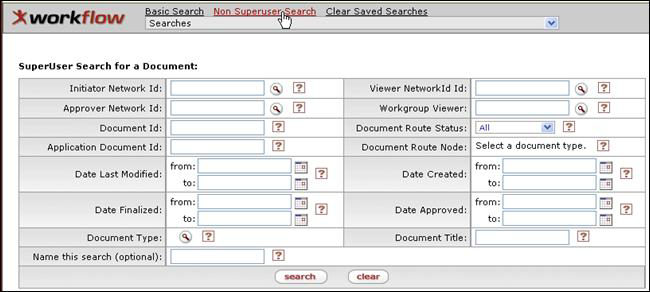 workflow
Basic Search Non Superuser Search Clear Saved Searches
Searches
SuperUser Search for a Document:
Initiator Network Id: ? Viewer NetworkId Id: ?
Approver Network Id: ? Workgroup Viewer: ?
Document Id: ? Document Route Status: All ?
Application Document Id: ? Document Route Node: Select a document type. ?
Date Last Modified: from: to: ? Date Created: from: to: ?
Date Finalized: from: to: ? Date Approved: from: to: ?
Document Type: ? Document Title: ?
Name this search (optional): ?
search clear